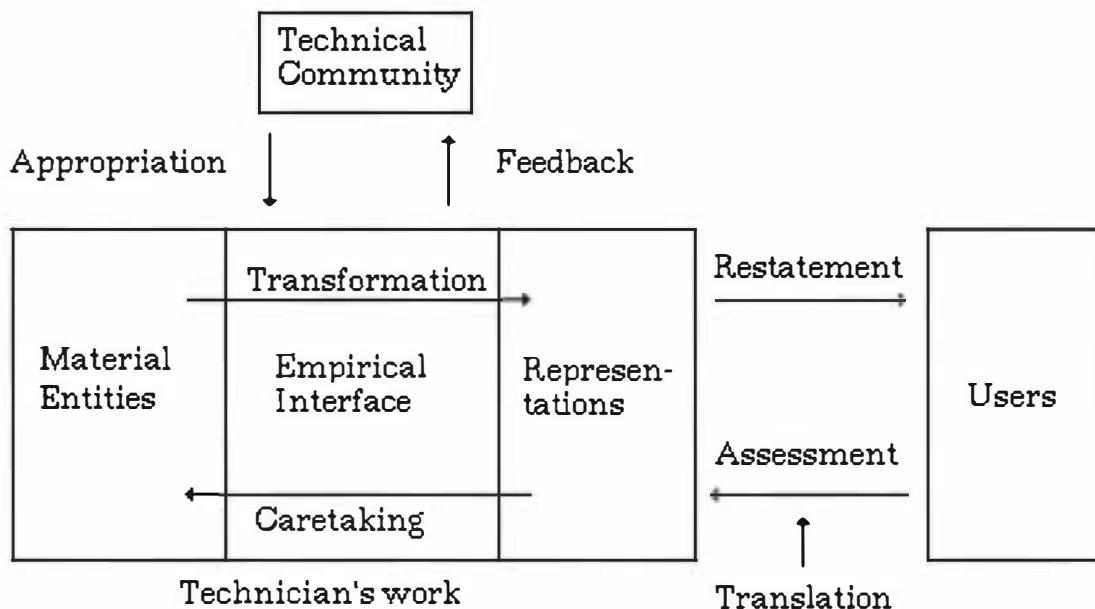 Technical
Community
Appropriation
Feedback
Transformation
Restatement
Material
Entities
Empirical
Interface
Represen-
tations
Users
Assessment
Caretaking
Technician's work
Translation